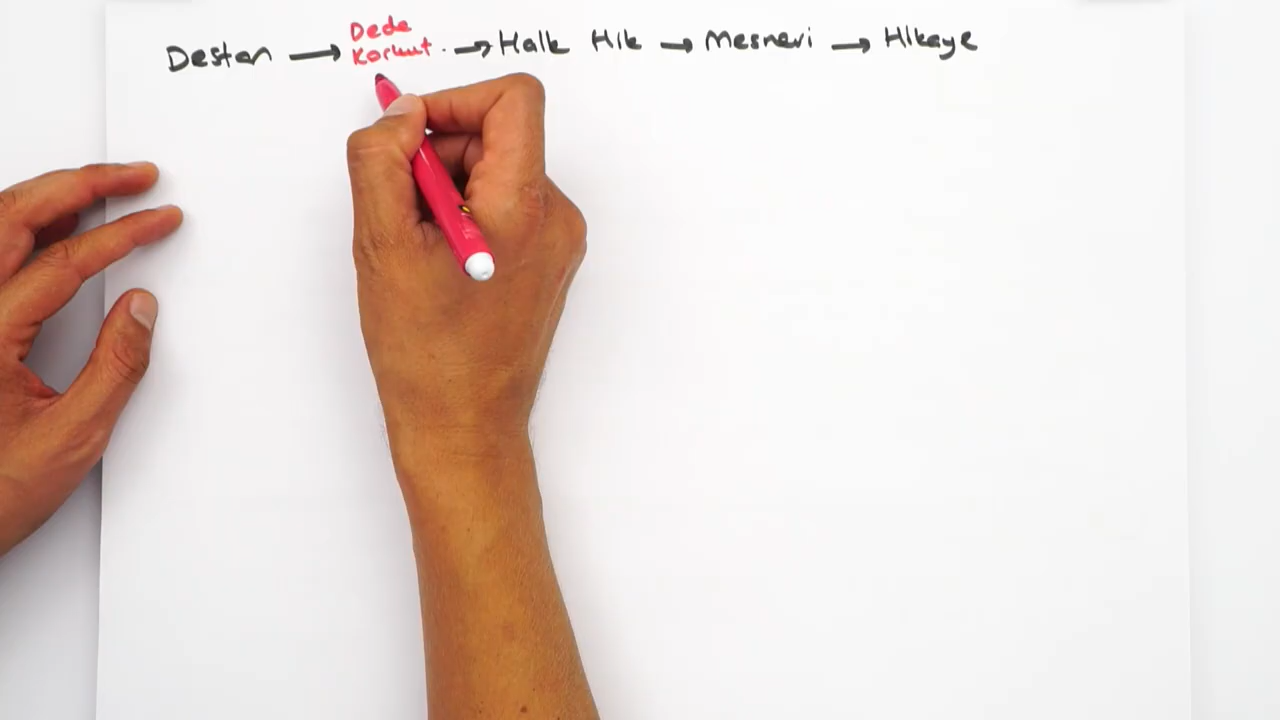 Destan → Dede Korkut → Halk Hik → Mesnevi → Hikaye